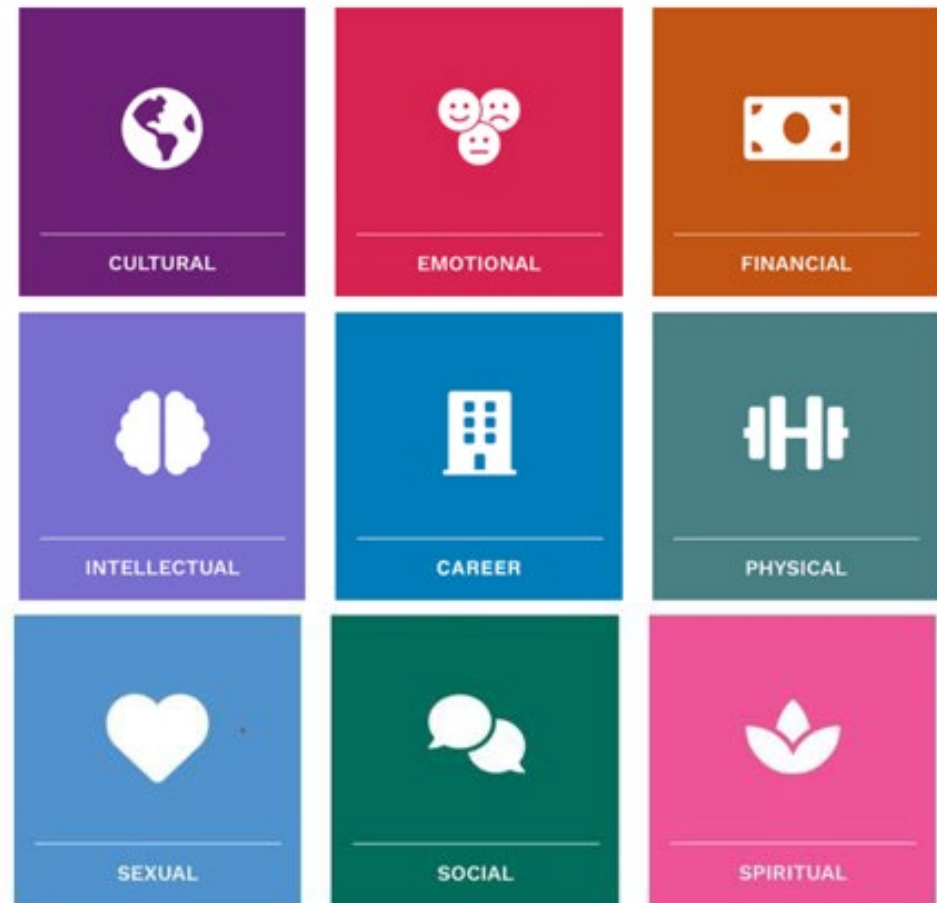 CULTURAL
EMOTIONAL
FINANCIAL
INTELLECTUAL
CAREER
PHYSICAL
SEXUAL
SOCIAL
SPIRITUAL